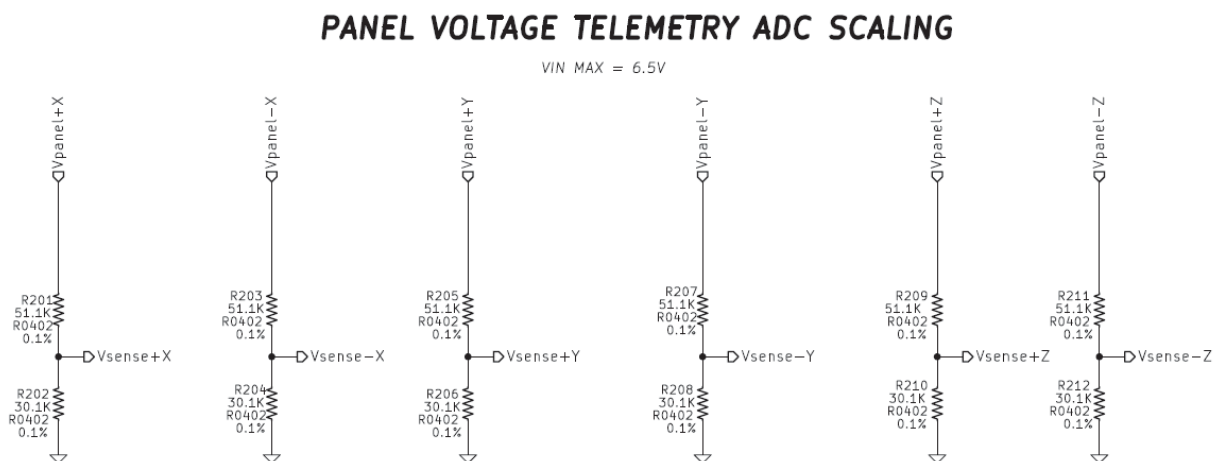 PANEL VOLTAGE TELEMETRY ADC SCALING
VIN MAX = 6.5V
Vpanel+X
Vpanel-X
Vpanel+Y
Vpanel-Y
Vpanel+Z
Vpanel-Z
R201
51.1K
R0402
0.1%
Vsense+X
R202
30.1K
R0402
0.1%
R203
51.1K
R0402
0.1%
Vsense-X
R204
30.1K
R0402
0.1%
R205
51.1K
R0402
0.1%
Vsense+Y
R206
30.1K
R0402
0.1%
R207
51.1K
R0402
0.1%
Vsense-Y
R208
30.1K
R0402
0.1%
R209
51.1K
R0402
0.1%
Vsense+Z
R210
30.1K
R0402
0.1%
R211
51.1K
R0402
0.1%
Vsense-Z
R212
30.1K
R0402
0.1%